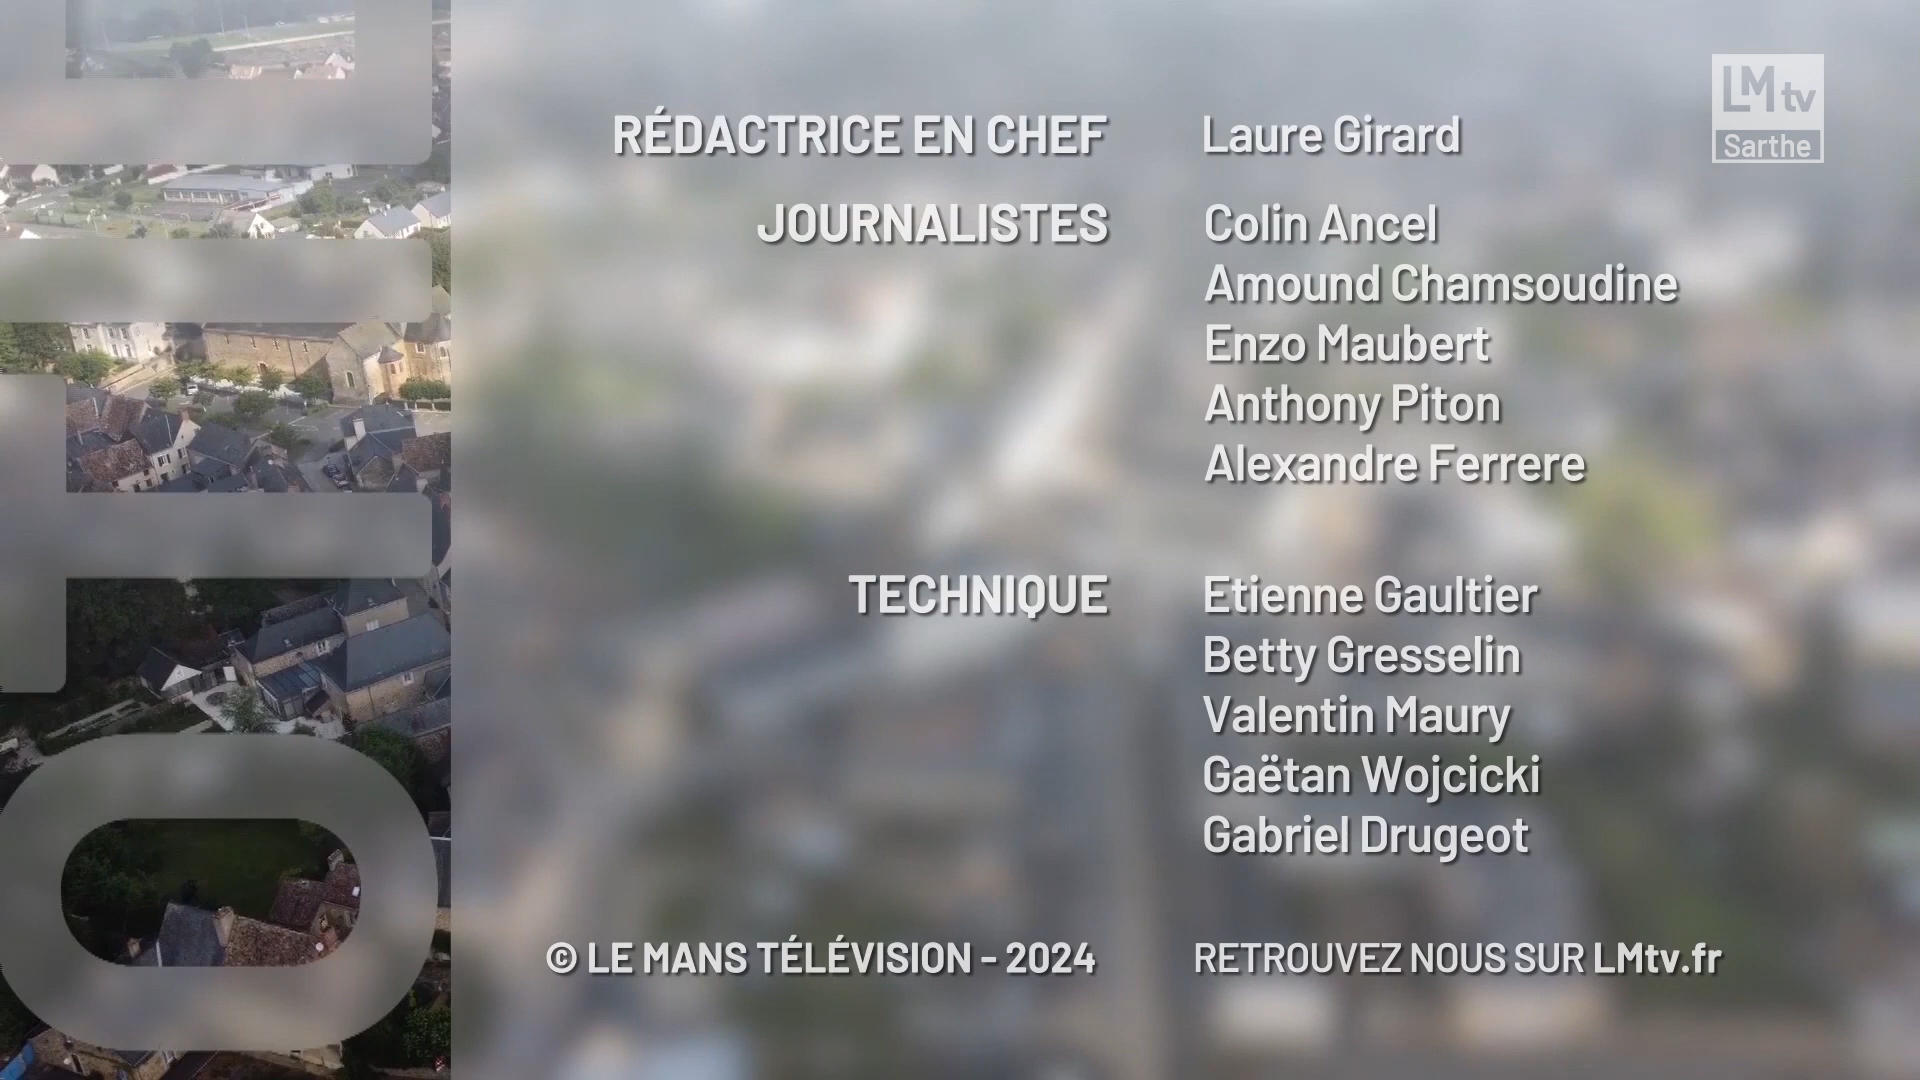 LMtv
Sarthe
RÉDACTRICE EN CHEF Laure Girard
JOURNALISTES Colin Ancel
Amound Chamsoudine
Enzo Maubert
Anthony Piton
Alexandre Ferrere
TECHNIQUE Etienne Gaultier
Betty Gresselin
Valentin Maury
Gaëtan Wojcicki
Gabriel Drugeot
© LE MANS TÉLÉVISION - 2024 RETROUVEZ NOUS SUR LMtv.fr